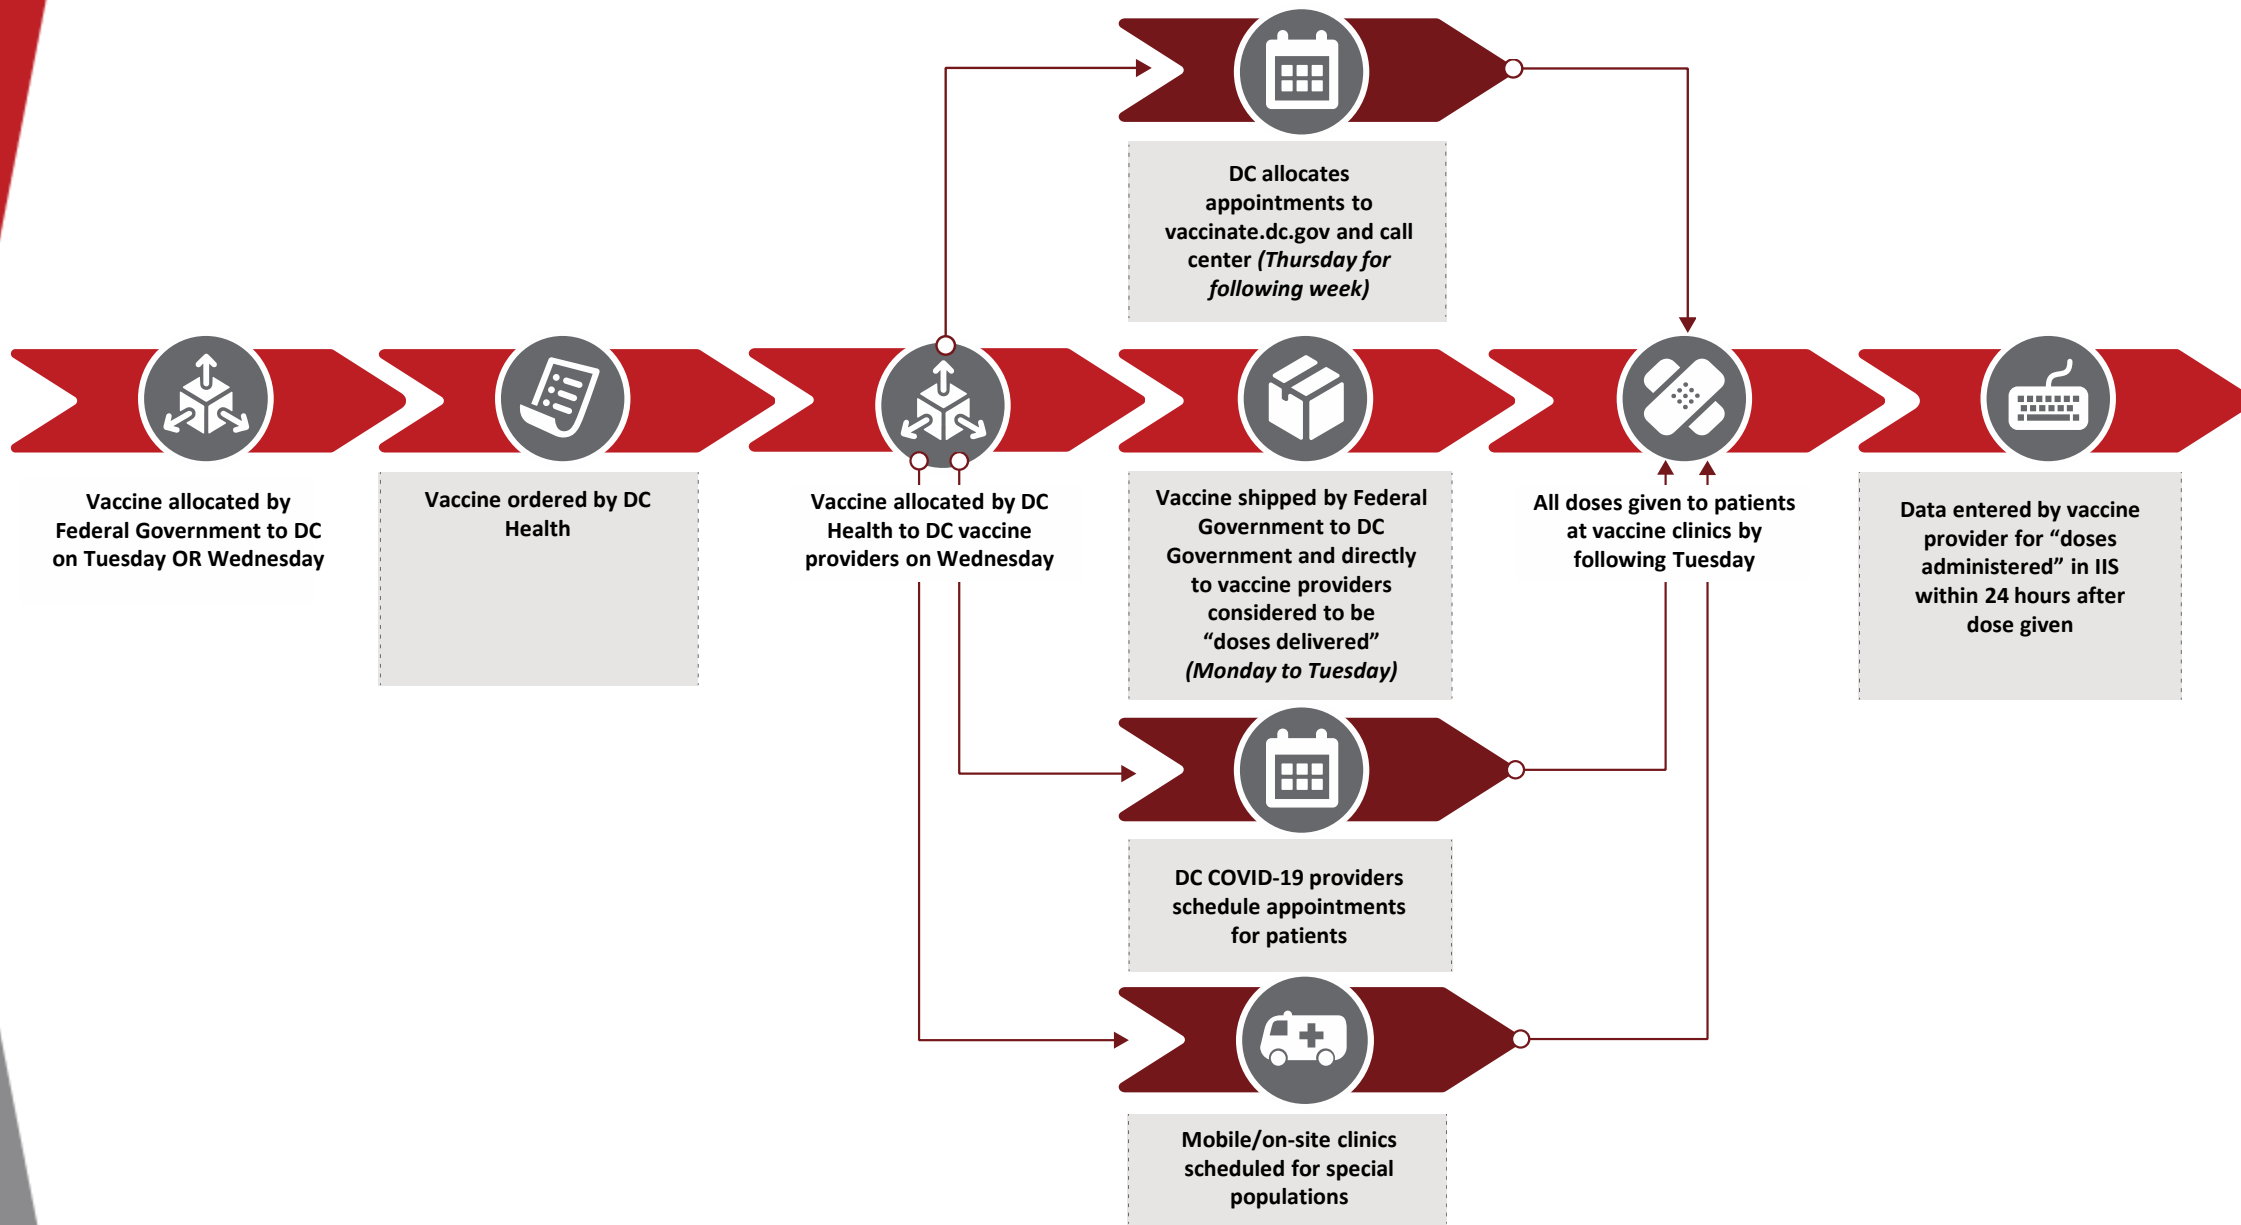 DC allocates
appointments to
vaccinate.dc.gov and call
center (Thursday for
following week)
Vaccine allocated by
Federal Government to DC
on Tuesday OR Wednesday
Vaccine ordered by DC
Health
Vaccine allocated by DC
Health to DC vaccine
providers on Wednesday
Vaccine shipped by Federal
Government to DC
Government and directly
to vaccine providers
considered to be
“doses delivered”
(Monday to Tuesday)
All doses given to patients
at vaccine clinics by
following Tuesday
Data entered by vaccine
provider for “doses
administered” in IIS
within 24 hours after
dose given
DC COVID-19 providers
schedule appointments
for patients
Mobile/on-site clinics
scheduled for special
populations